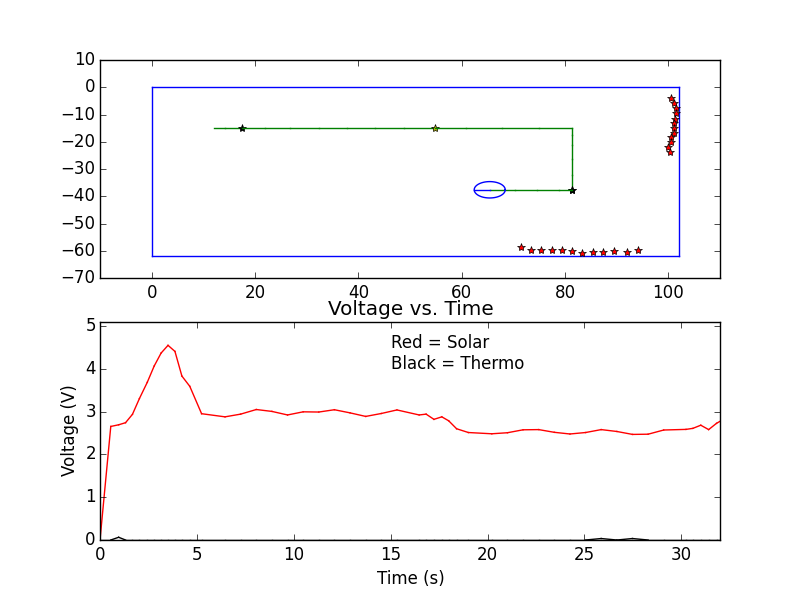 10
0
−10
−20
−30
−40
−50
−60
−70
0 20 40 60 80 100
Voltage vs. Time
Red = Solar
Black = Thermo
5
4
3
2
1
0
Voltage (V)
0 5 10 15 20 25 30
Time (s)